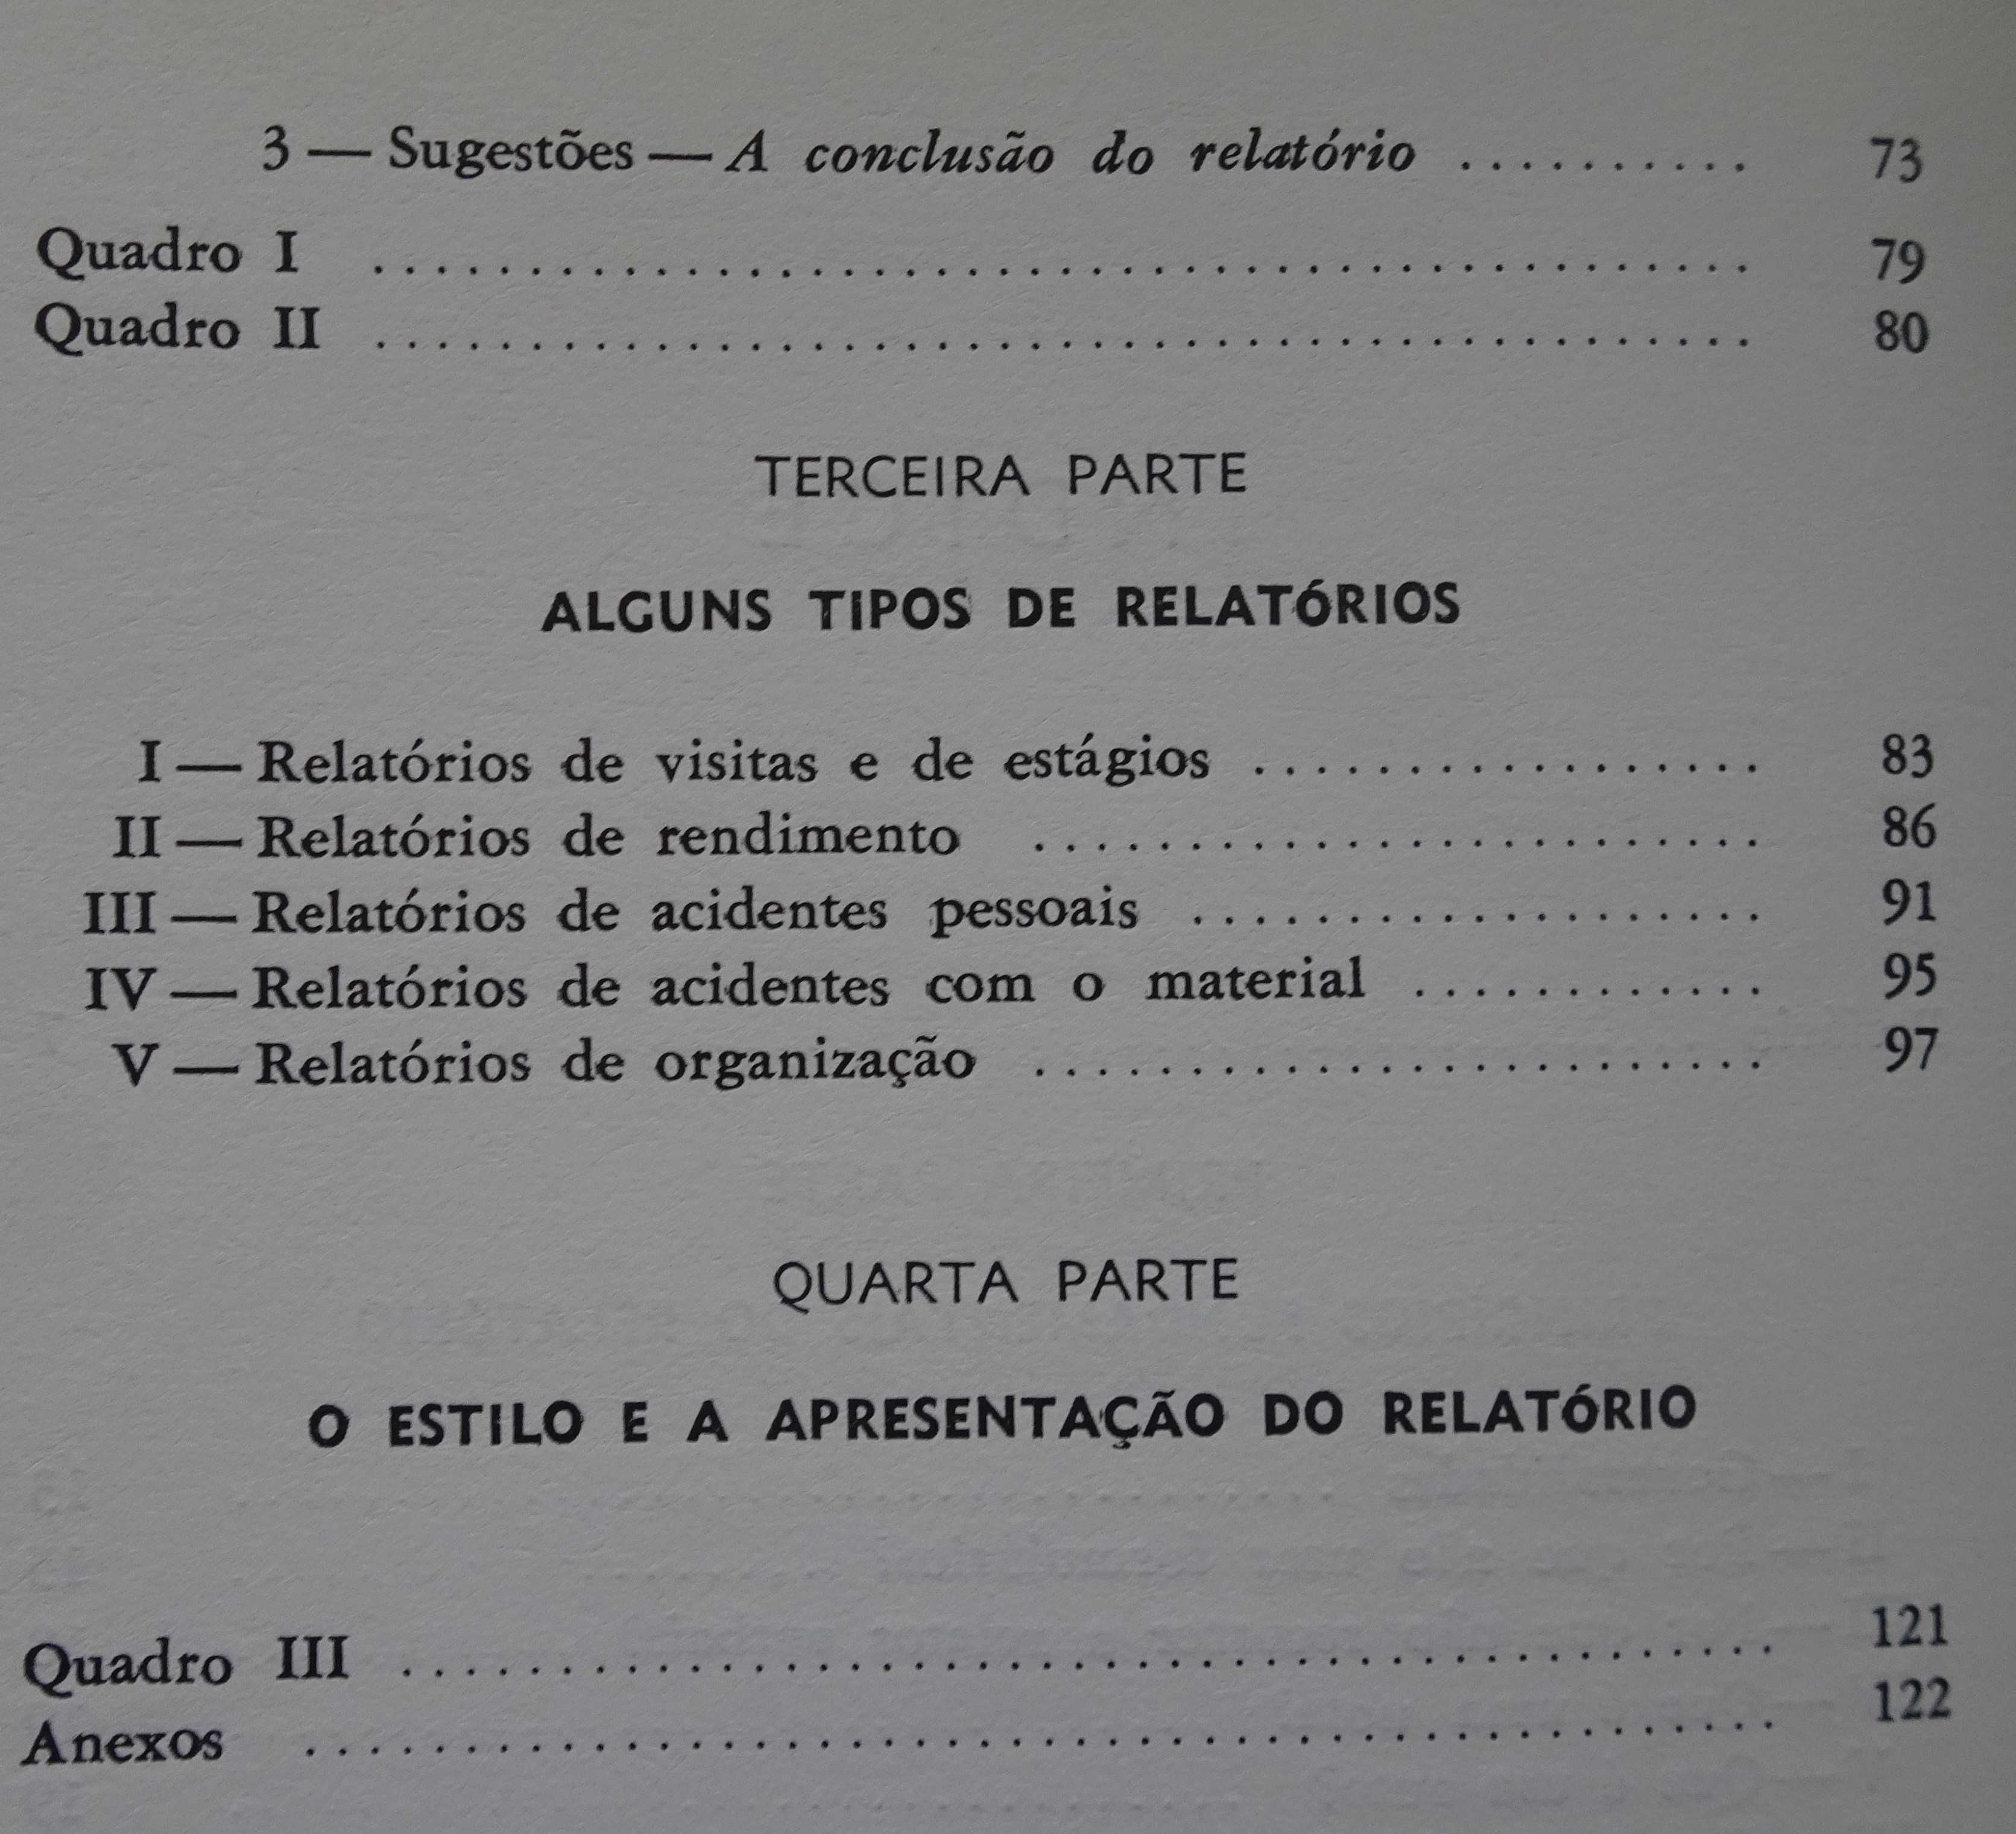 3 — Sugestões — A conclusão do relatório .......... 73
Quadro I ............................................. 79
Quadro II ............................................. 80
TERCEIRA PARTE
ALGUNS TIPOS DE RELATÓRIOS
I — Relatórios de visitas e de estágios ................. 83
II — Relatórios de rendimento ........................ 86
III — Relatórios de acidentes pessoais ................... 91
IV — Relatórios de acidentes com o material ............ 95
V — Relatórios de organização ........................ 97
QUARTA PARTE
O ESTILO E A APRESENTAÇÃO DO RELATÓRIO
Quadro III ............................................ 121
Anexos ............................................... 122